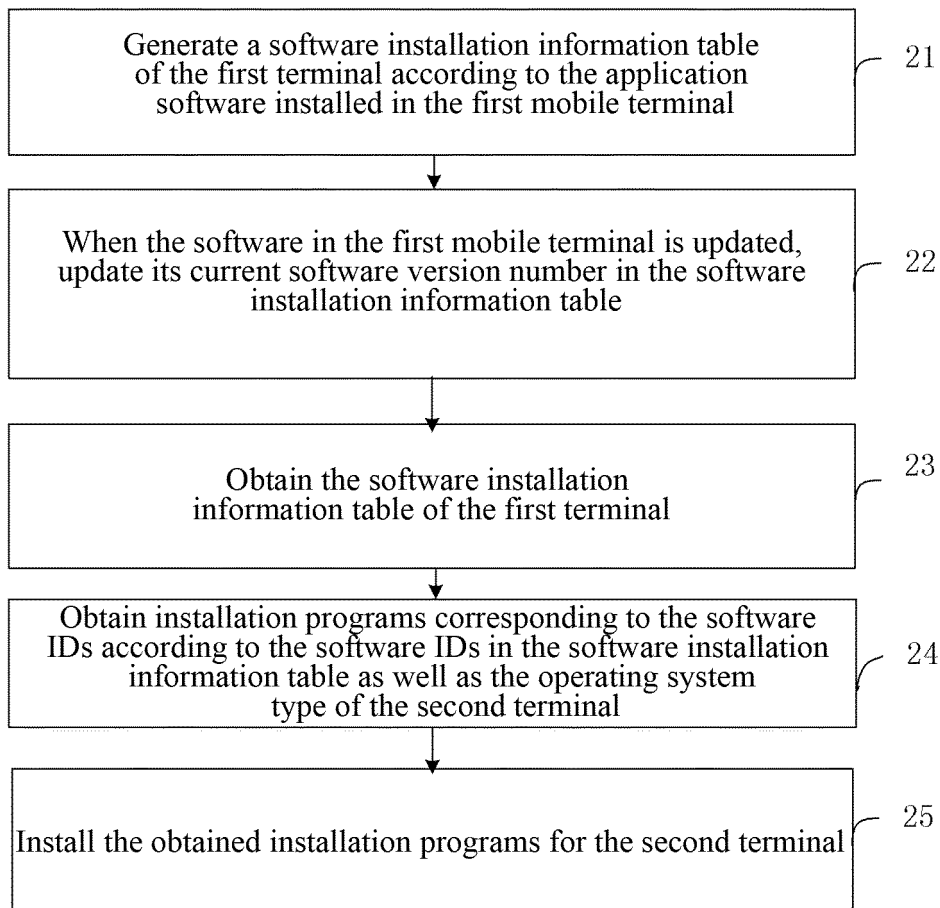 Generate a software installation information table
of the first terminal according to the application
software installed in the first mobile terminal
21
When the software in the first mobile terminal is updated,
update its current software version number in the software
installation information table
22
Obtain the software installation
information table of the first terminal
23
Obtain installation programs corresponding to the software
IDs according to the software IDs in the software installation
information table as well as the operating system
type of the second terminal
24
Install the obtained installation programs for the second terminal
25